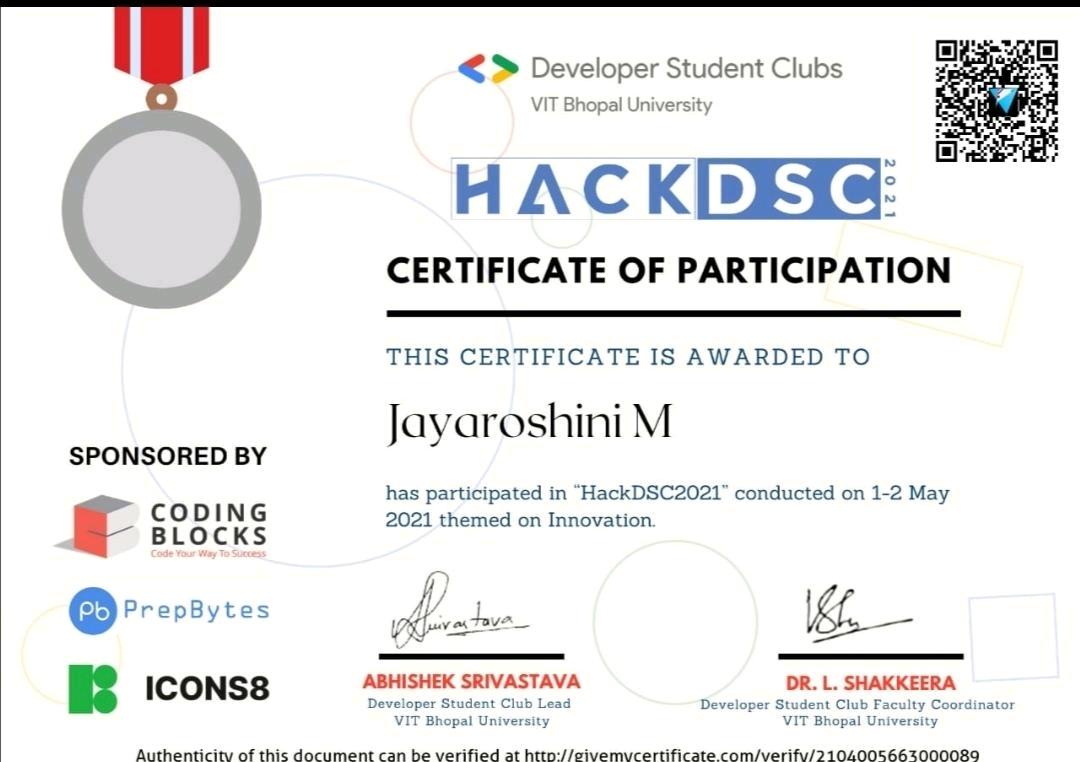 Developer Student Clubs
VIT Bhopal University
HACKDSC 2021
CERTIFICATE OF PARTICIPATION
THIS CERTIFICATE IS AWARDED TO
Jayaroshini M
has participated in “HackDSC2021” conducted on 1-2 May
2021 themed on Innovation.
SPONSORED BY
CODING
BLOCKS
Code Your Way To Success
pb PrepBytes
ICONS8
Shrivastava
ABHISHEK SRIVASTAVA
Developer Student Club Lead
VIT Bhopal University
DR. L. SHAKKEERA
Developer Student Club Faculty Coordinator
VIT Bhopal University
Authenticity of this document can be verified at http://givemycertificate.com/verify/2104005663000089